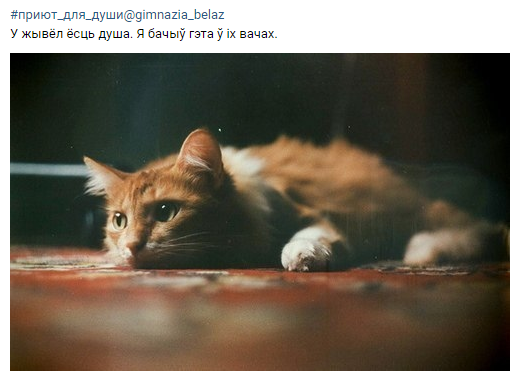 #приют_для_души@gimnazia_belaz
У жывёл ёсць душа. Я бачыў гэта ў іх вачах.